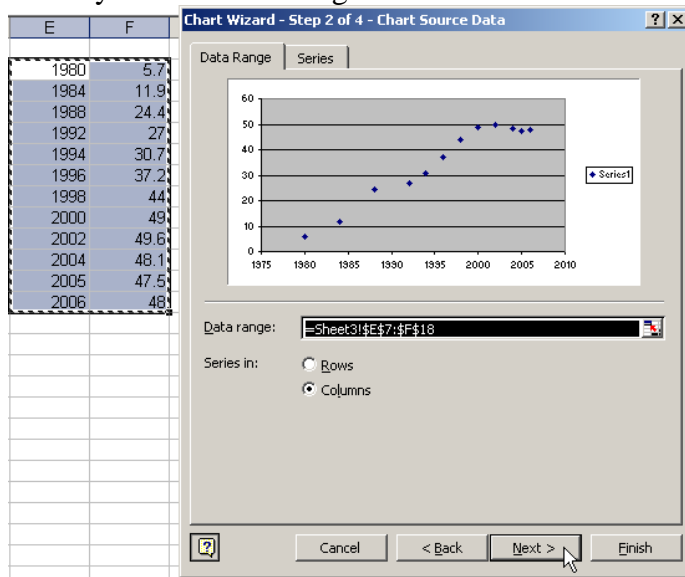 E F
1980 5.7
1984 11.9
1988 24.4
1992 27
1994 30.7
1996 37.2
1998 44
2000 49
2002 49.6
2004 48.1
2005 47.5
2006 48
Chart Wizard - Step 2 of 4 - Chart Source Data
Data Range Series
60
50
40
30
20
10
0
1975 1980 1985 1990 1995 2000 2005 2010
Series1
Data range: =Sheet3!$E$7:$F$18
Series in: Rows
Columns
Cancel < Back Next > Finish